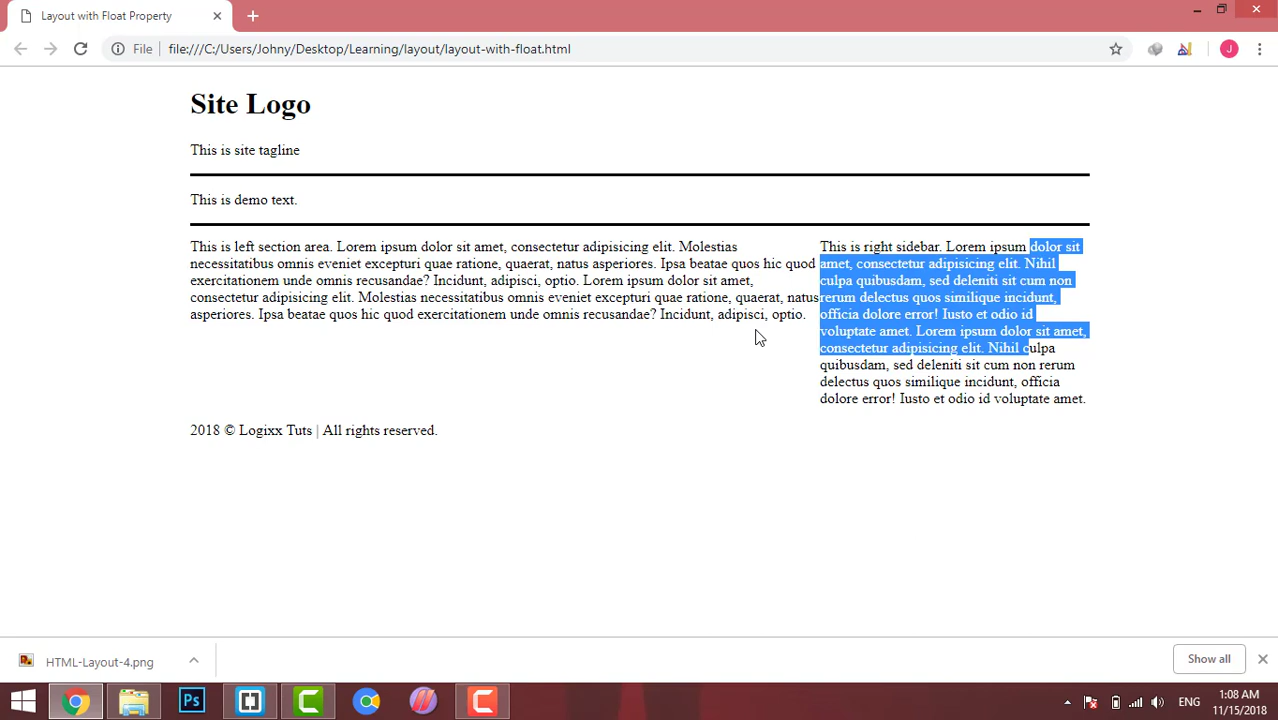 Layout with Float Property
File
file:///C:/Users/Johny/Desktop/Learning/layout/layout-with-float.html
J
Site Logo
This is site tagline
This is demo text.
This is left section area. Lorem ipsum dolor sit amet, consectetur adipisicing elit. Molestias
necessitatibus omnis eveniet excepturi quae ratione, quaerat, natus asperiores. Ipsa beatae quos hic quod
exercitationem unde omnis recusandae? Incidunt, adipisci, optio. Lorem ipsum dolor sit amet,
consectetur adipisicing elit. Molestias necessitatibus omnis eveniet excepturi quae ratione, quaerat, natus
asperiores. Ipsa beatae quos hic quod exercitationem unde omnis recusandae? Incidunt, adipisci, optio.
This is right sidebar. Lorem ipsum dolor sit
amet, consectetur adipisicing elit. Nihil
culpa quibusdam, sed deleniti sit cum non
rerum delectus quos similique incidunt,
officia dolore error! Iusto et odio id
voluptate amet. Lorem ipsum dolor sit amet,
consectetur adipisicing elit. Nihil culpa
quibusdam, sed deleniti sit cum non rerum
delectus quos similique incidunt, officia
dolore error! Iusto et odio id voluptate amet.
2018 © Logixx Tuts | All rights reserved.
HTML-Layout-4.png
Show all
Ps
ENG
1:08 AM
11/15/2018